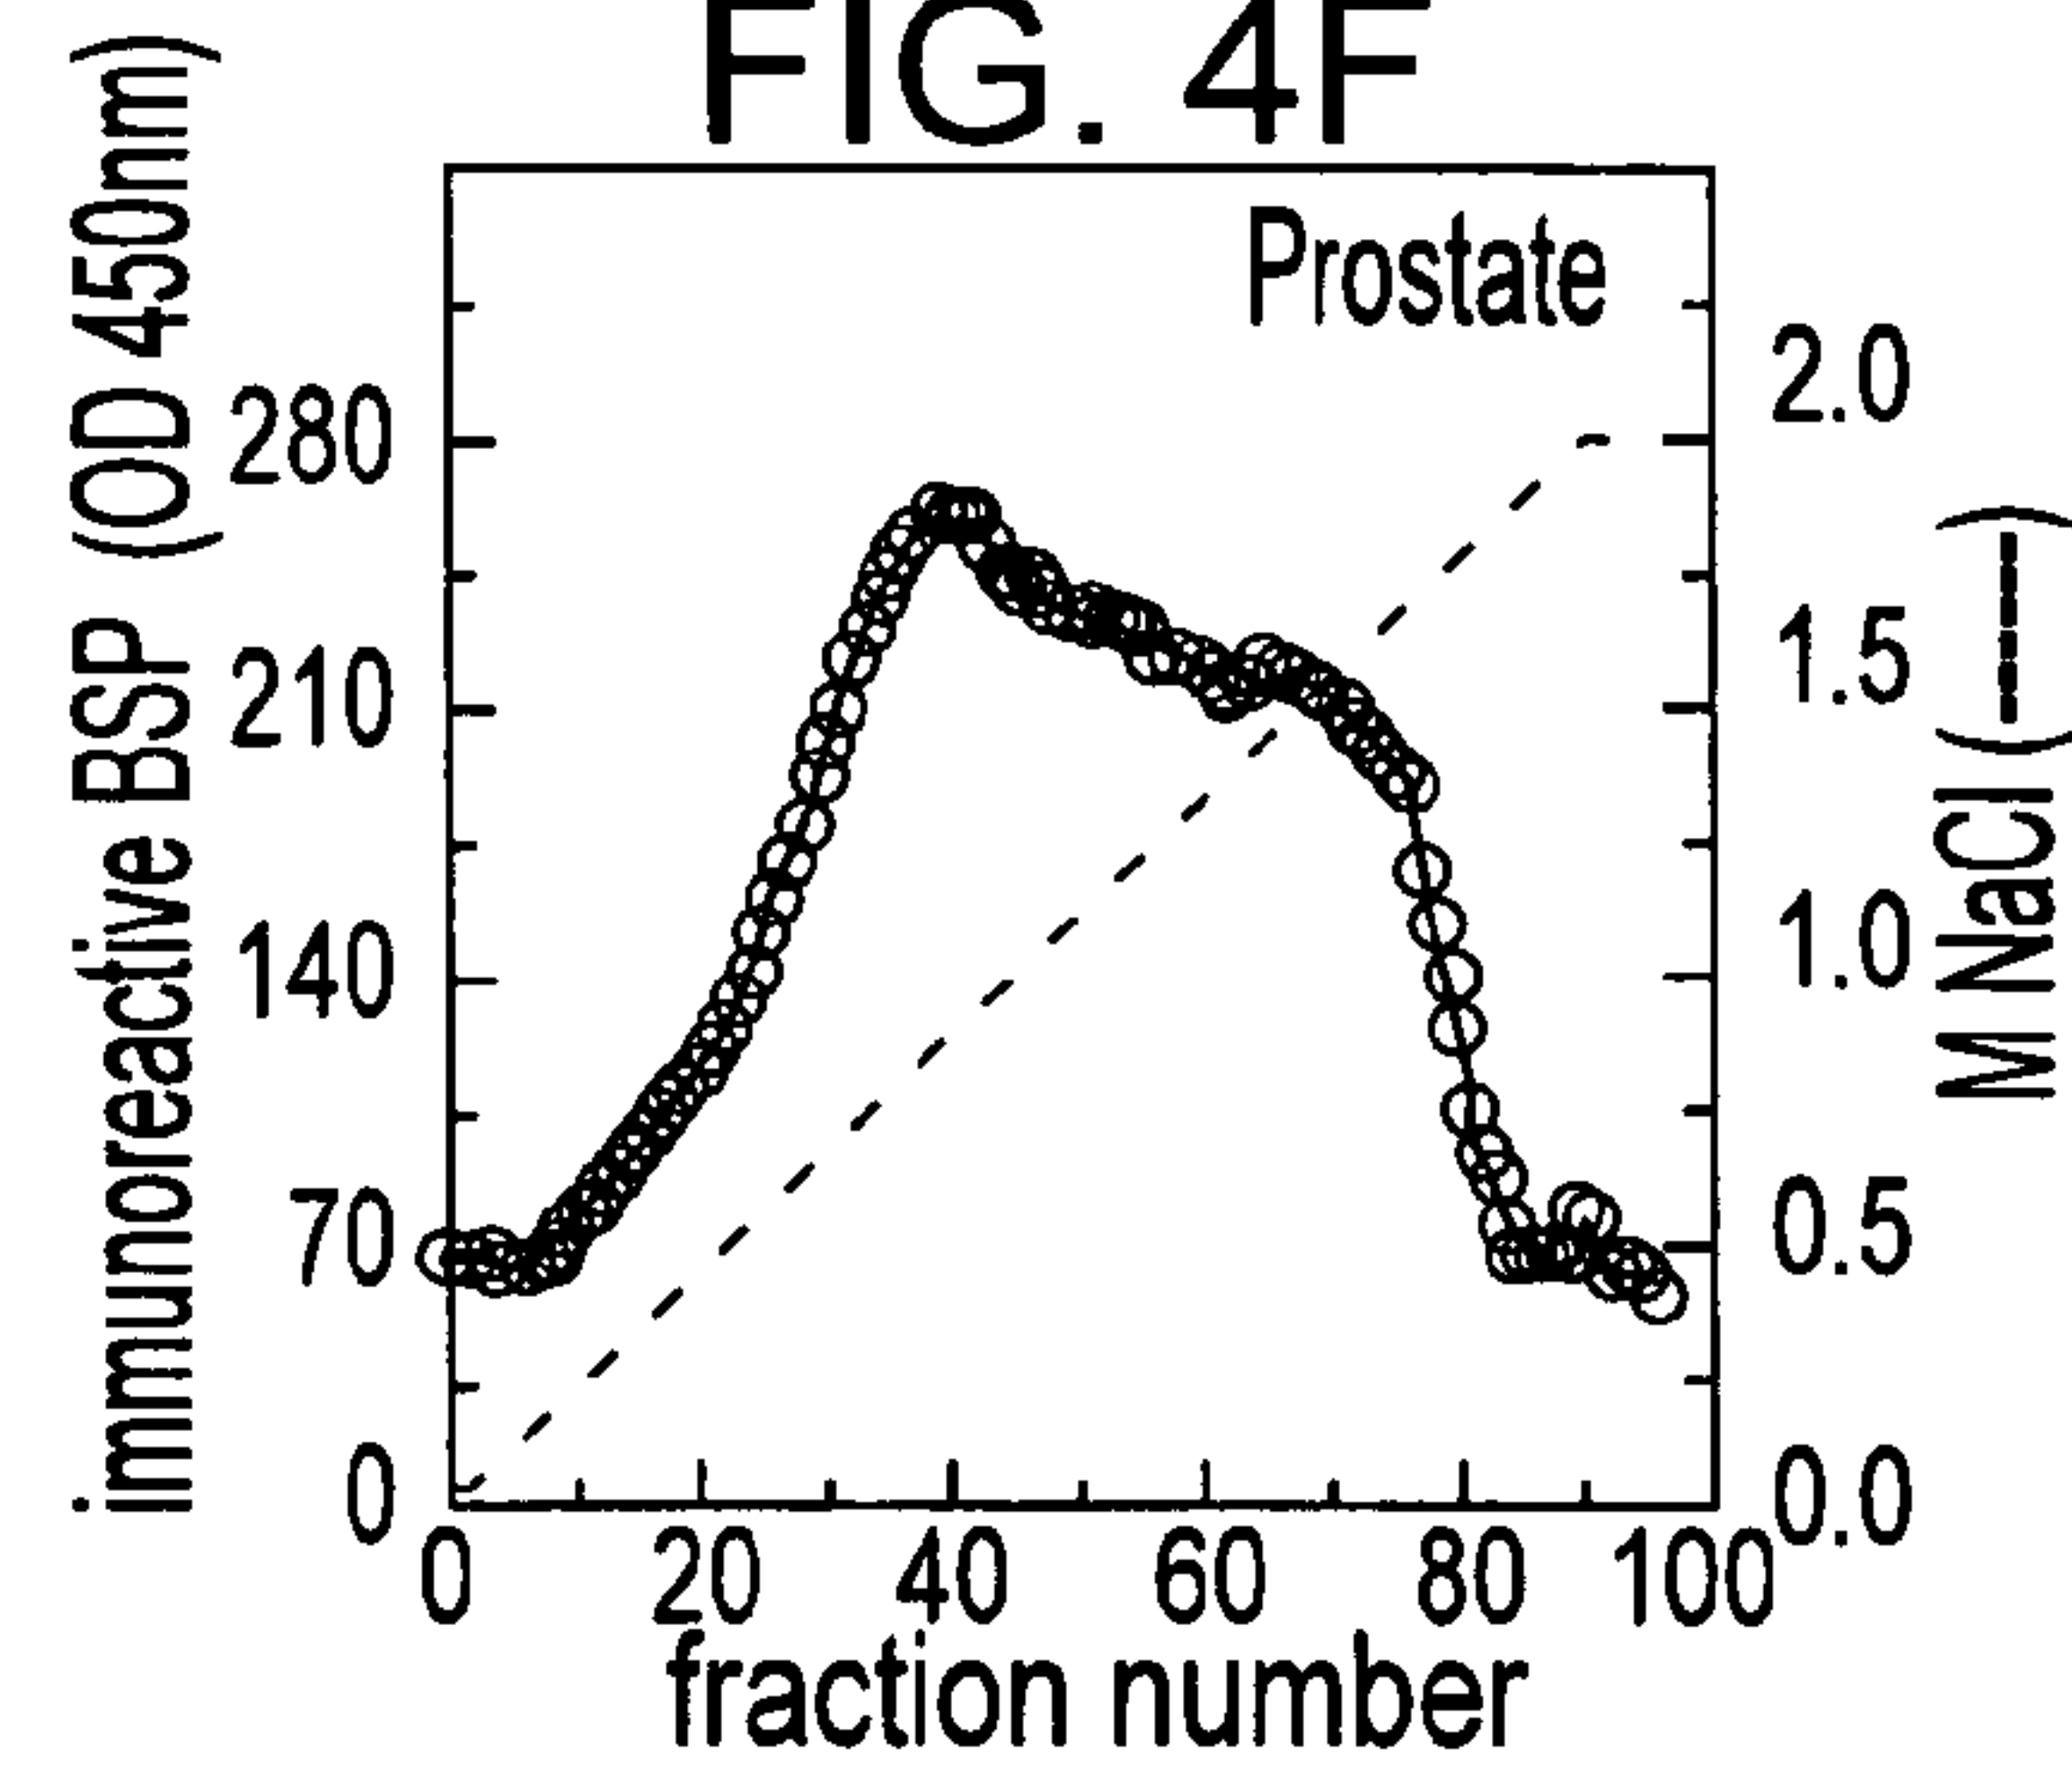 FIG. 4F
immunoreactive BSP (OD 450nm)
Prostate
280
210
140
70
0
2.0
1.5
1.0
0.5
0.0
M NaCl (-----)
0 20 40 60 80 100
fraction number